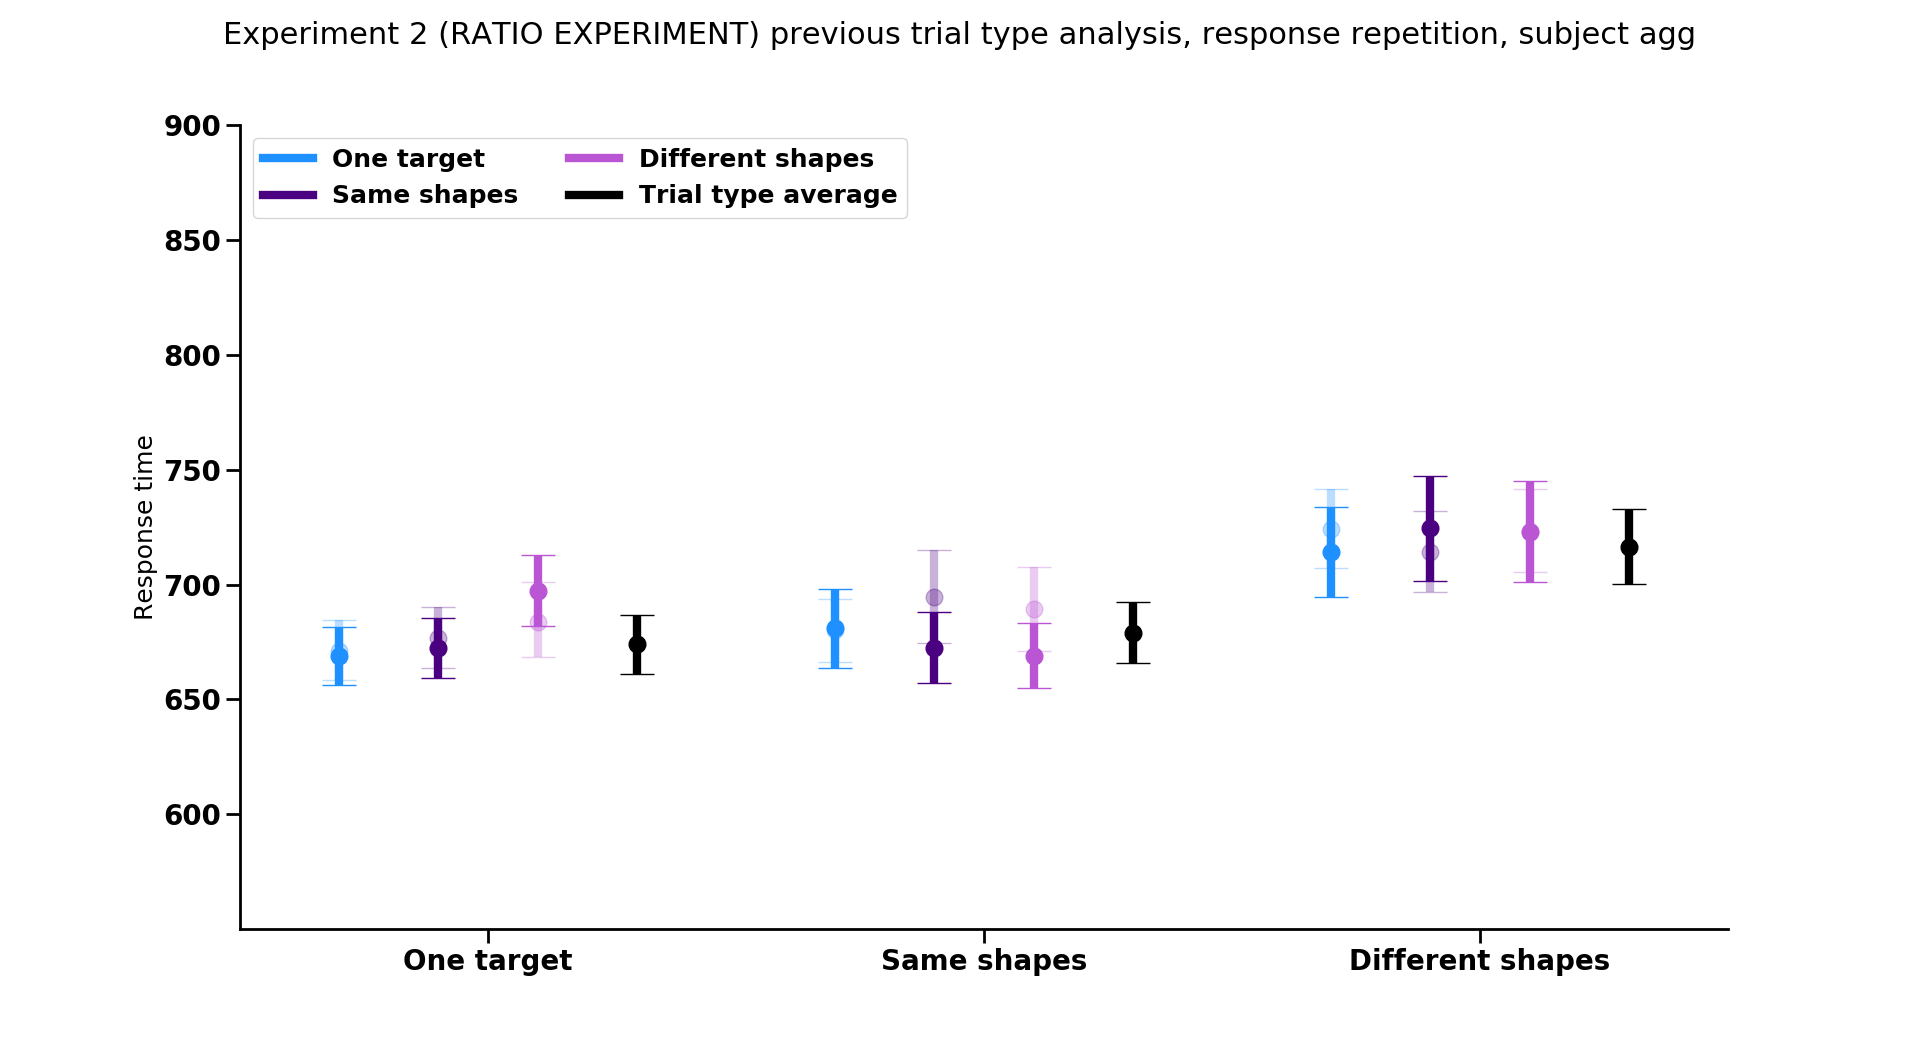 Experiment 2 (RATIO EXPERIMENT) previous trial type analysis, response repetition, subject agg
900
850
800
750
700
650
600
Response time
One target
Same shapes
Different shapes
Trial type average
One target
Same shapes
Different shapes